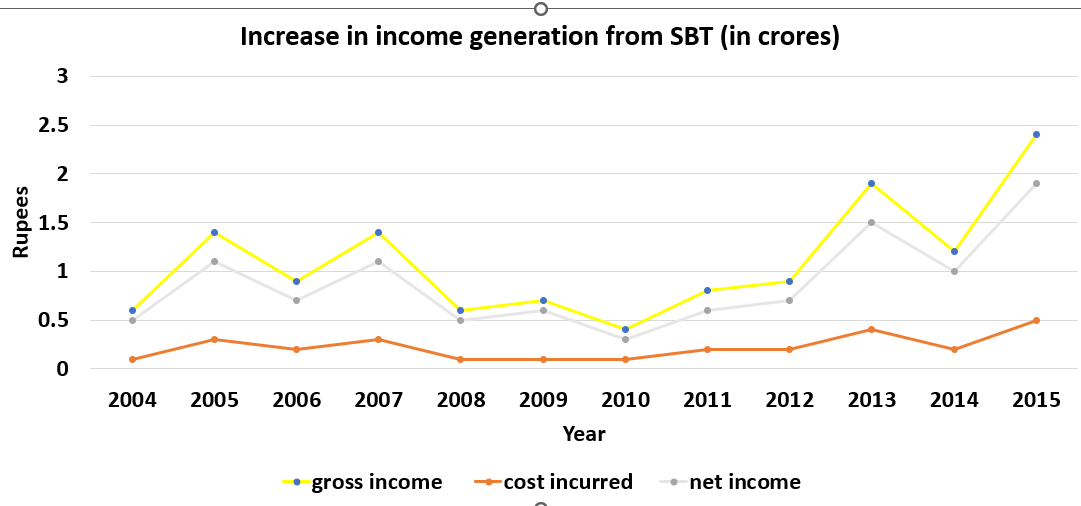 Increase in income generation from SBT (in crores)
3
2.5
2
1.5
1
0.5
0
Rupees
2004 2005 2006 2007 2008 2009 2010 2011 2012 2013 2014 2015
Year
gross income cost incurred net income